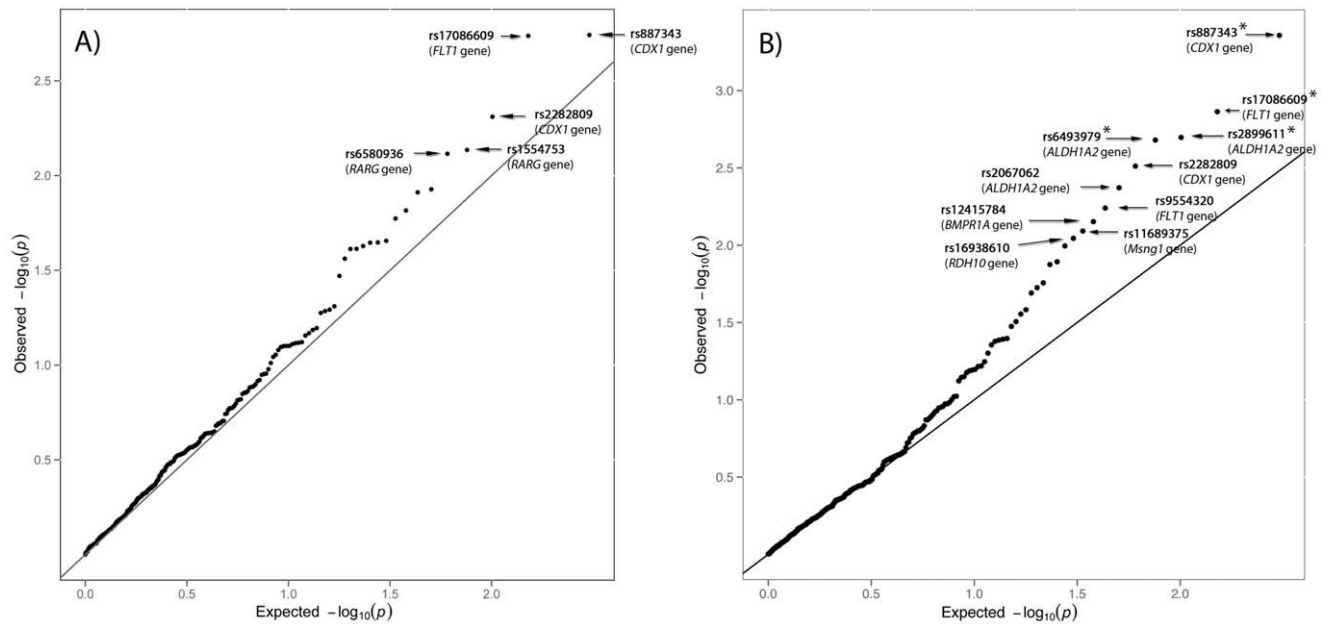 A)
rs17086609
(FLT1 gene)
rs887343
(CDX1 gene)
rs2282809
(CDX1 gene)
rs6580936
(RARG gene)
rs1554753
(RARG gene)
2.5
2.0
1.5
1.0
0.5
Observed −log10(p)
0.0
0.5
1.0
1.5
2.0
Expected −log10(p)
B)
rs887343*
(CDX1 gene)
rs17086609*
(FLT1 gene)
rs6493979*
(ALDH1A2 gene)
rs2899611*
(ALDH1A2 gene)
rs2282809
(CDX1 gene)
rs2067062
(ALDH1A2 gene)
rs9554320
(FLT1 gene)
rs12415784
(BMPR1A gene)
rs11689375
(Msng1 gene)
rs16938610
(RDH10 gene)
3.0
2.5
2.0
1.5
1.0
0.5
Observed −log10(p)
0.0
0.5
1.0
1.5
2.0
2.5
Expected −log10(p)